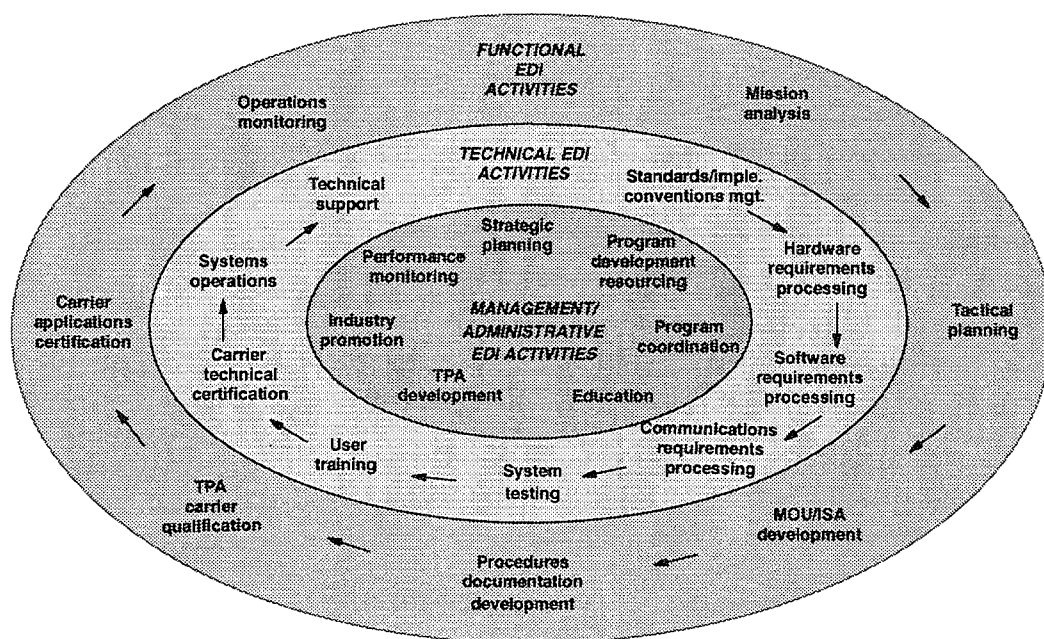 FUNCTIONAL
EDI
ACTIVITIES
Mission
analysis
Tactical
planning
MOU/ISA
development
Procedures
documentation
development
TPA
carrier
qualification
Carrier
applications
certification
Operations
monitoring
TECHNICAL EDI
ACTIVITIES
Standards/imple.
conventions mgt.
Hardware
requirements
processing
Software
requirements
processing
Communications
requirements
processing
System
testing
User
training
Carrier
technical
certification
Systems
operations
Technical
support
Strategic
planning
Program
development
resourcing
Program
coordination
Education
TPA
development
Industry
promotion
Performance
monitoring
MANAGEMENT/
ADMINISTRATIVE
EDI ACTIVITIES